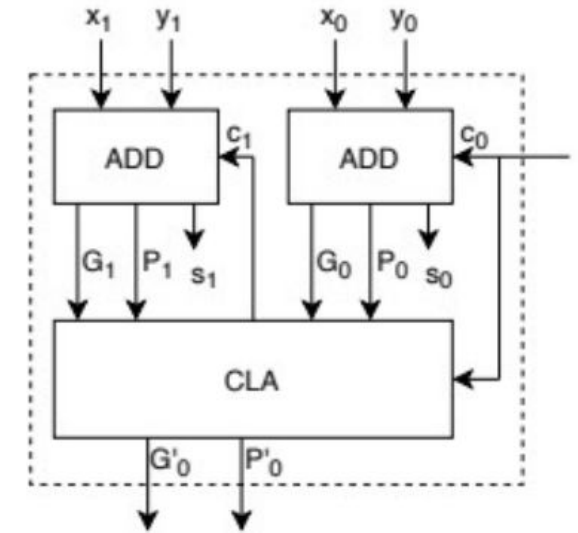 x₁ y₁ x₀ y₀
c₁ c₀
ADD ADD
G₁ P₁ s₁ G₀ P₀ s₀
CLA
G'₀ P'₀